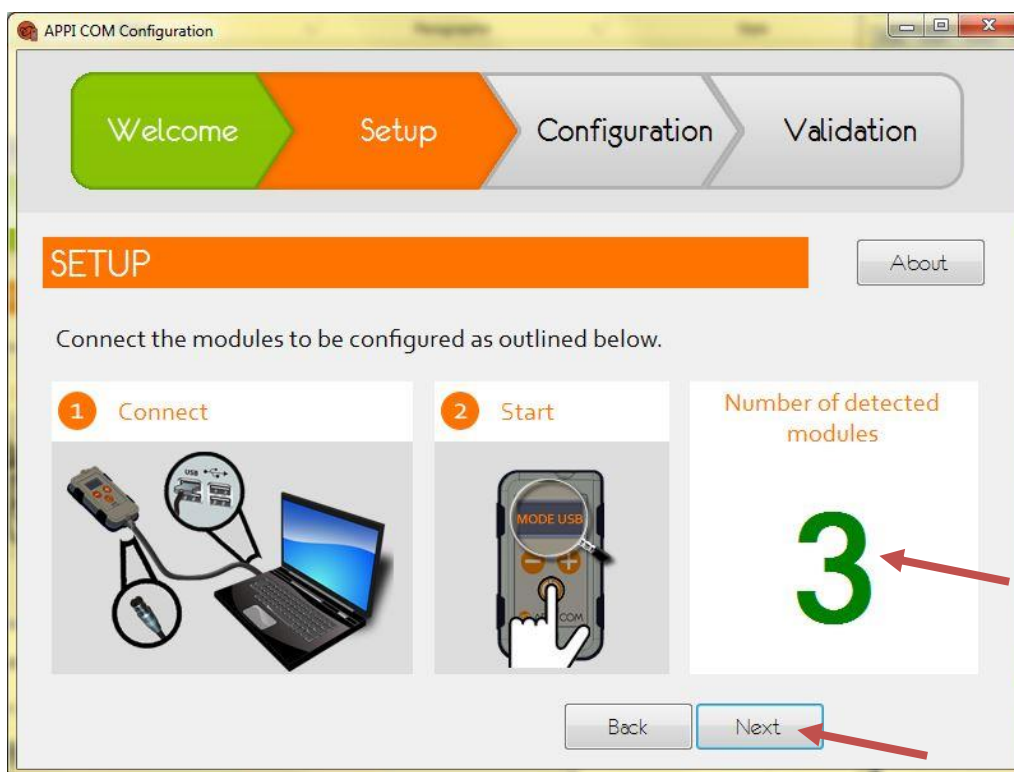 APPI COM Configuration
Welcome
Setup
Configuration
Validation
SETUP
About
Connect the modules to be configured as outlined below.
1 Connect
USB
2 Start
MODE USB
Number of detected
modules
3
Back
Next